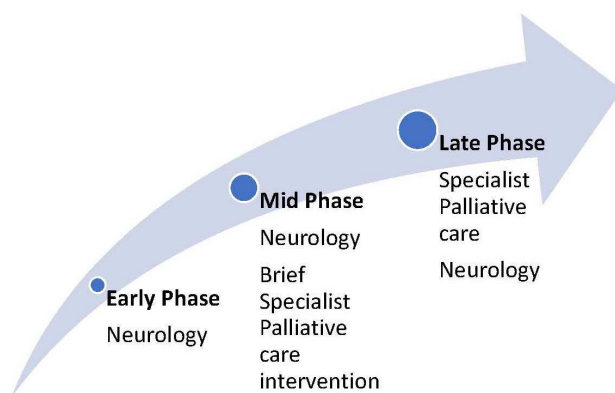 Early Phase
Neurology
Mid Phase
Neurology
Brief
Specialist
Palliative
care
intervention
Late Phase
Specialist
Palliative
care
Neurology